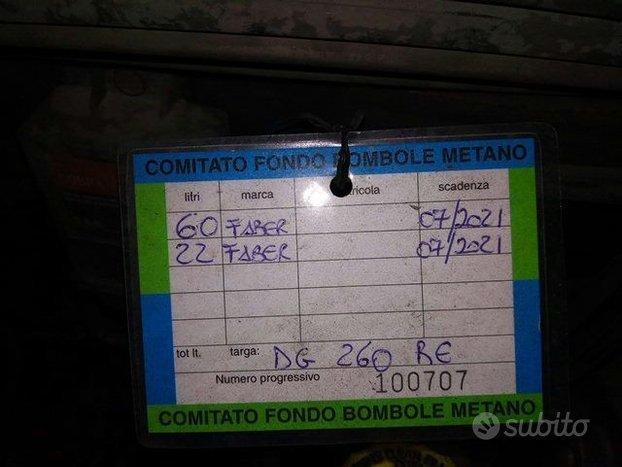 COMITATO FONDO BOMBOLE METANO
litri marca tricola scadenza
60 FABER 07/2021
22 FABER 07/2021
tot lt. targa: DG 260 RE
Numero progressivo 100707
COMITATO FONDO BOMBOLE METANO
subito